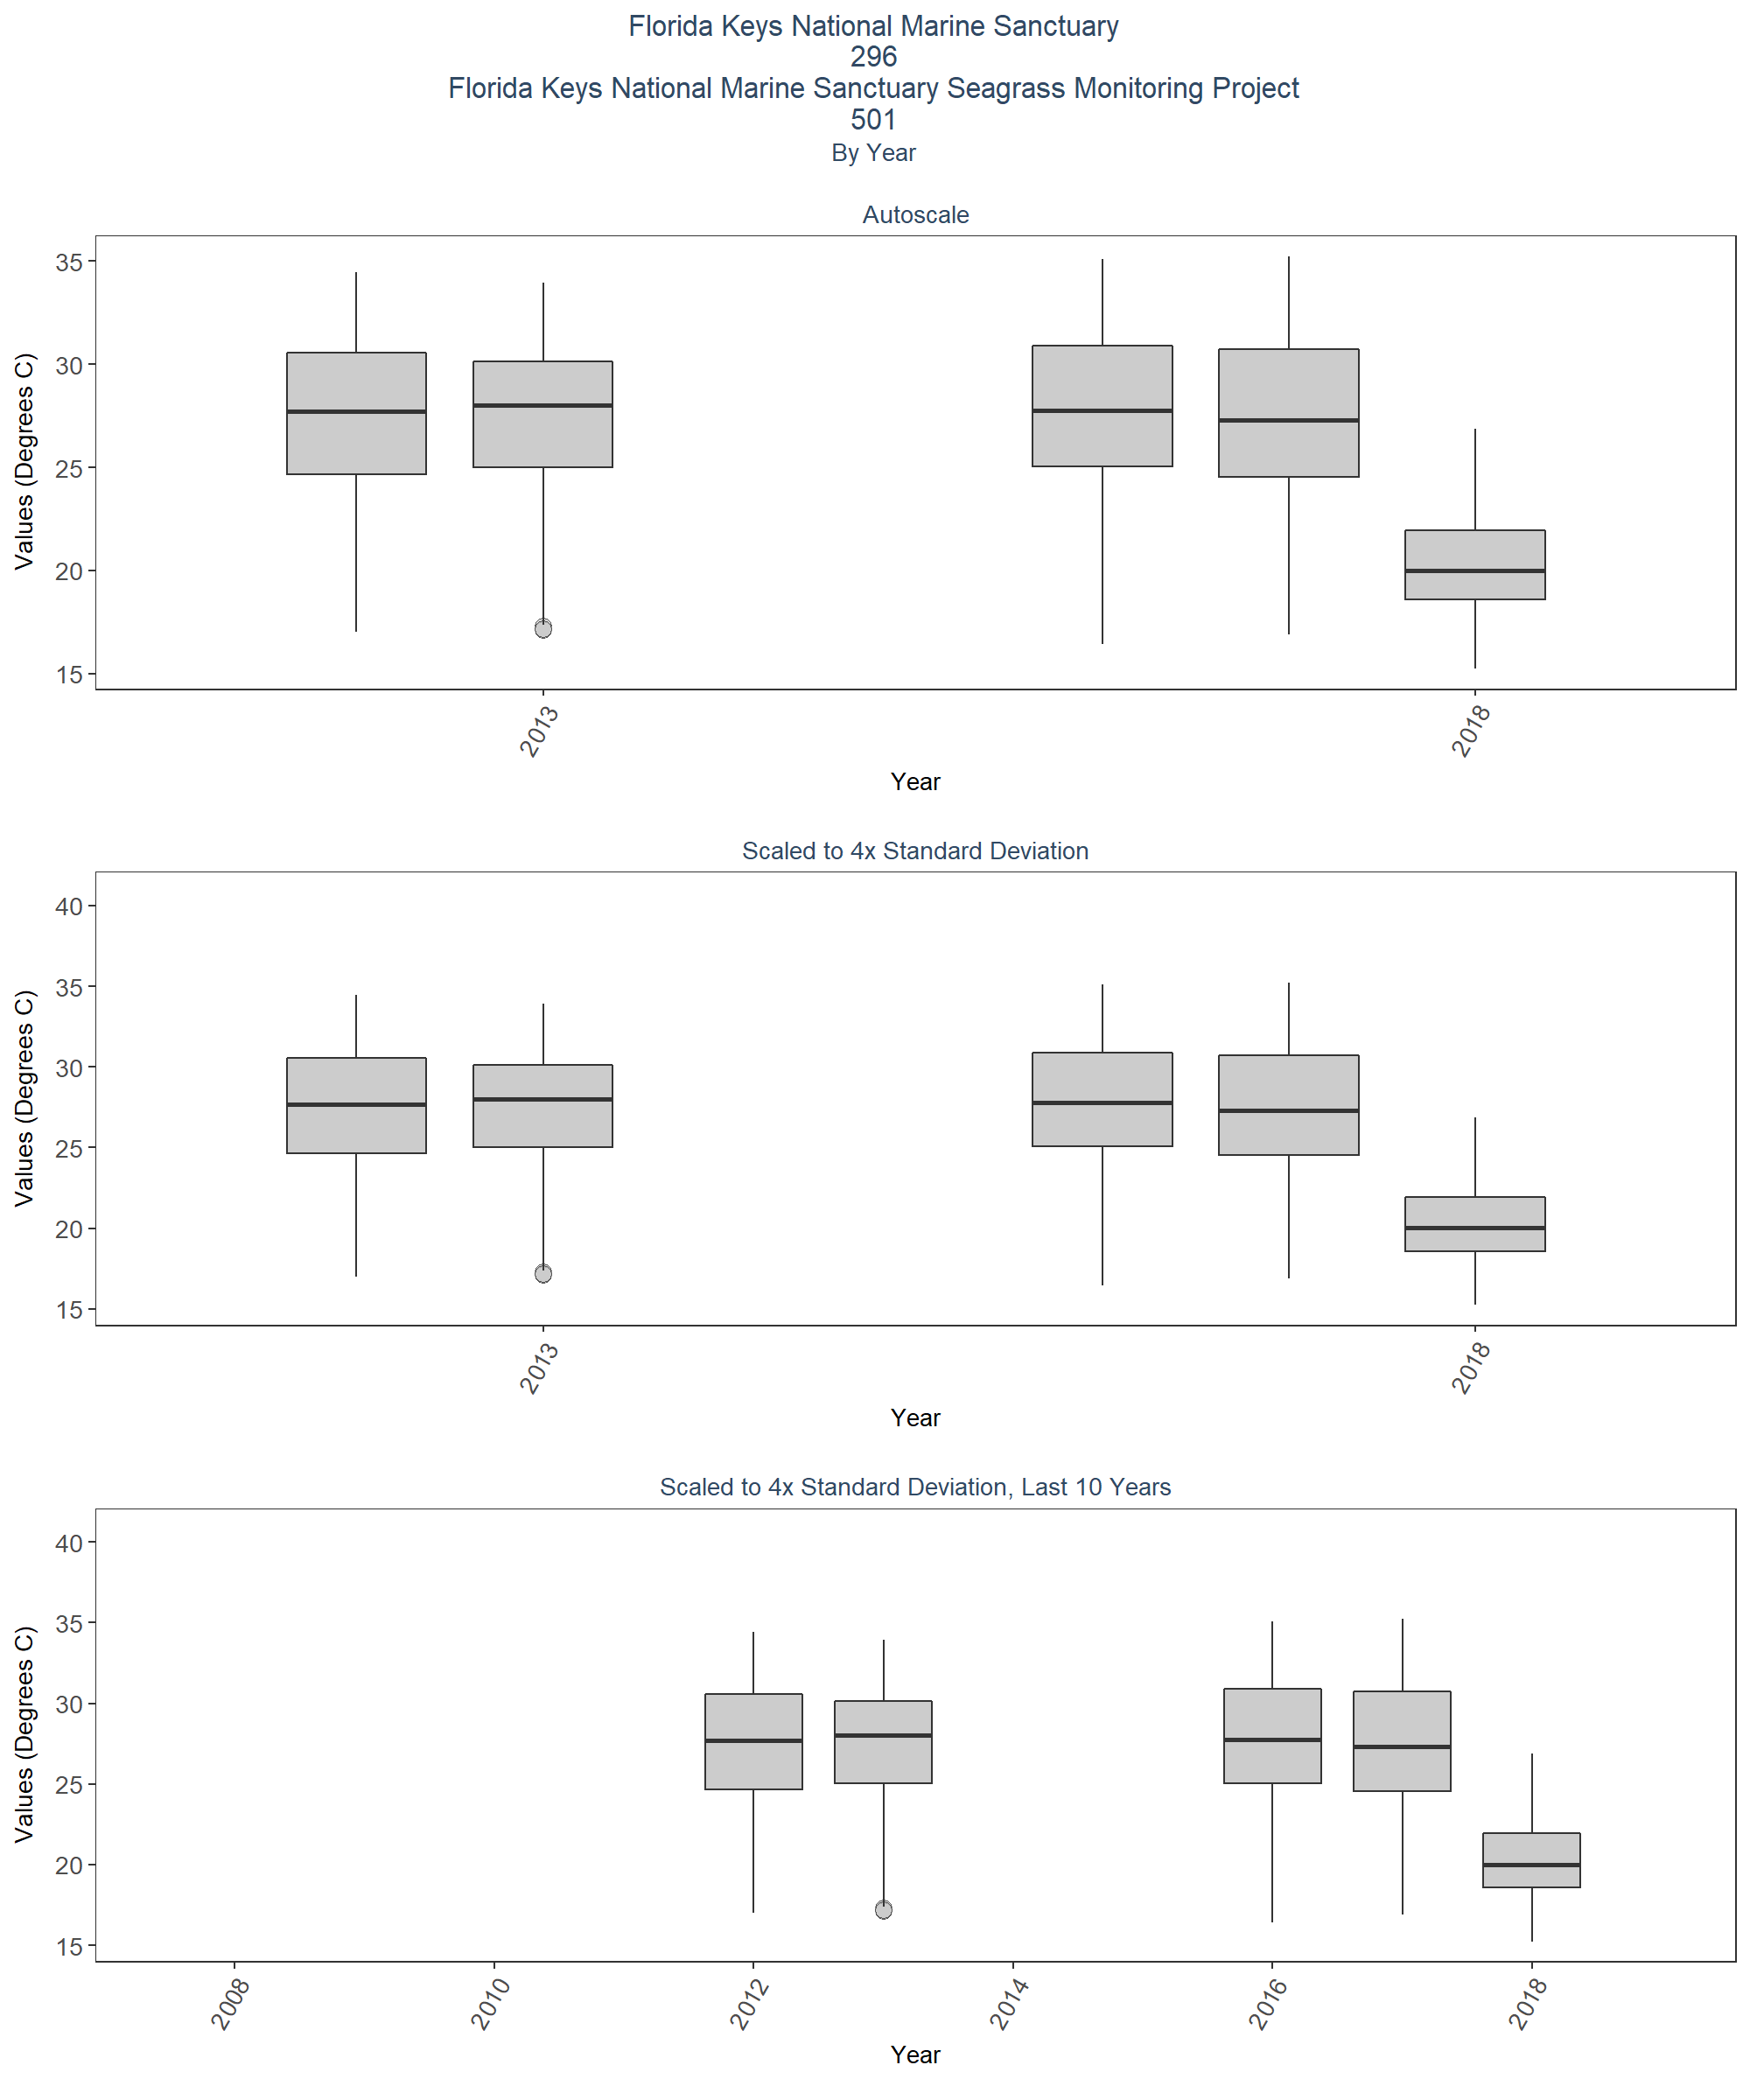 Florida Keys National Marine Sanctuary
296
Florida Keys National Marine Sanctuary Seagrass Monitoring Project
501
By Year
Autoscale
Values (Degrees C)
35
30
25
20
15
2013
2018
Year
Scaled to 4x Standard Deviation
Values (Degrees C)
40
35
30
25
20
15
2013
2018
Year
Scaled to 4x Standard Deviation, Last 10 Years
Values (Degrees C)
40
35
30
25
20
15
2008
2010
2012
2014
2016
2018
Year